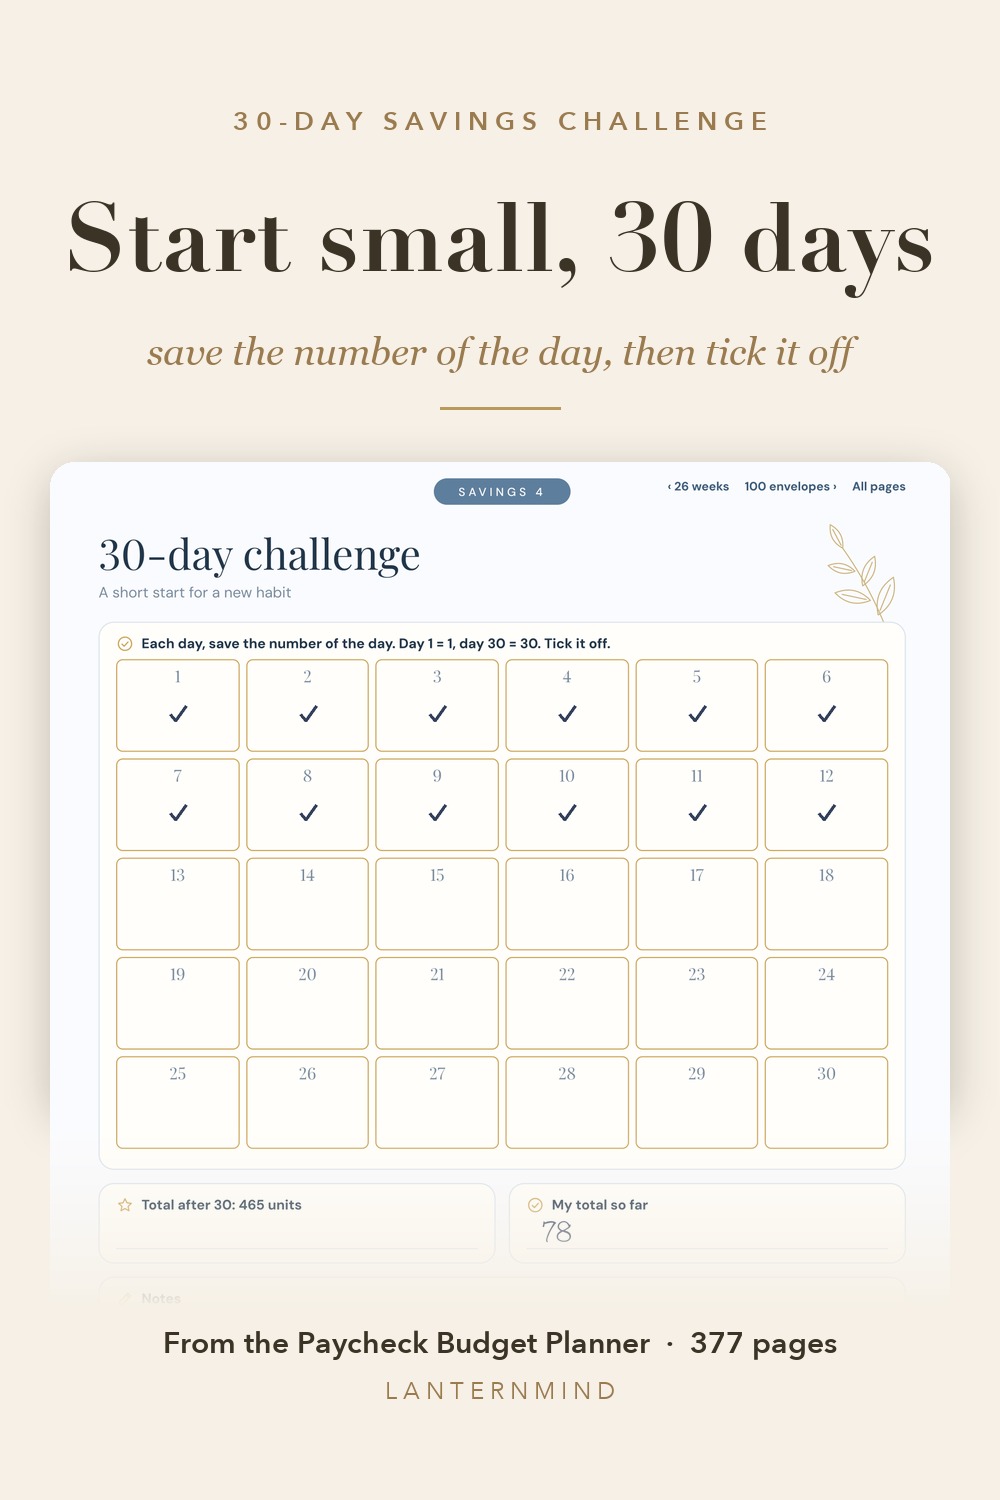 30-DAY SAVINGS CHALLENGE
Start small, 30 days
save the number of the day, then tick it off
SAVINGS 4
‹ 26 weeks 100 envelopes › All pages
30-day challenge
A short start for a new habit
Each day, save the number of the day. Day 1 = 1, day 30 = 30. Tick it off.
1 2 3 4 5 6
7 8 9 10 11 12
13 14 15 16 17 18
19 20 21 22 23 24
25 26 27 28 29 30
Total after 30: 465 units
My total so far
78
Notes
From the Paycheck Budget Planner · 377 pages
LANTERNMIND